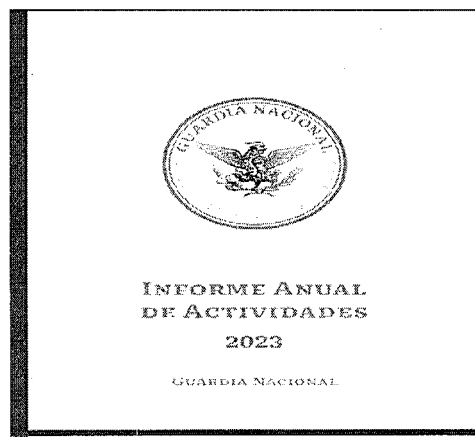 GUARDIA NACIONAL
INFORME ANUAL
DE ACTIVIDADES
2023
GUARDIA NACIONAL